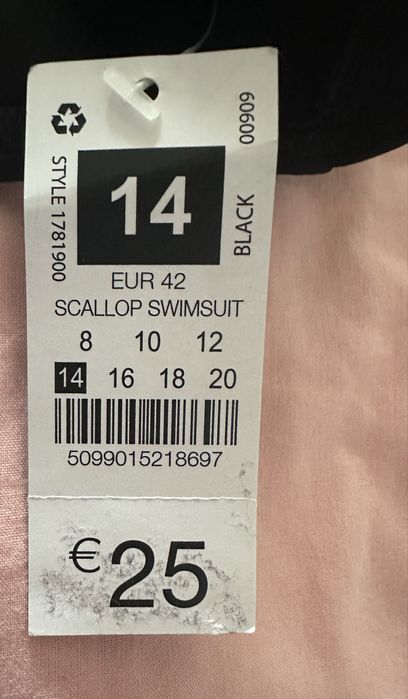 00909
STYLE 1781900
14
BLACK
EUR 42
SCALLOP SWIMSUIT
8 10 12
14 16 18 20
5099015218697
€25